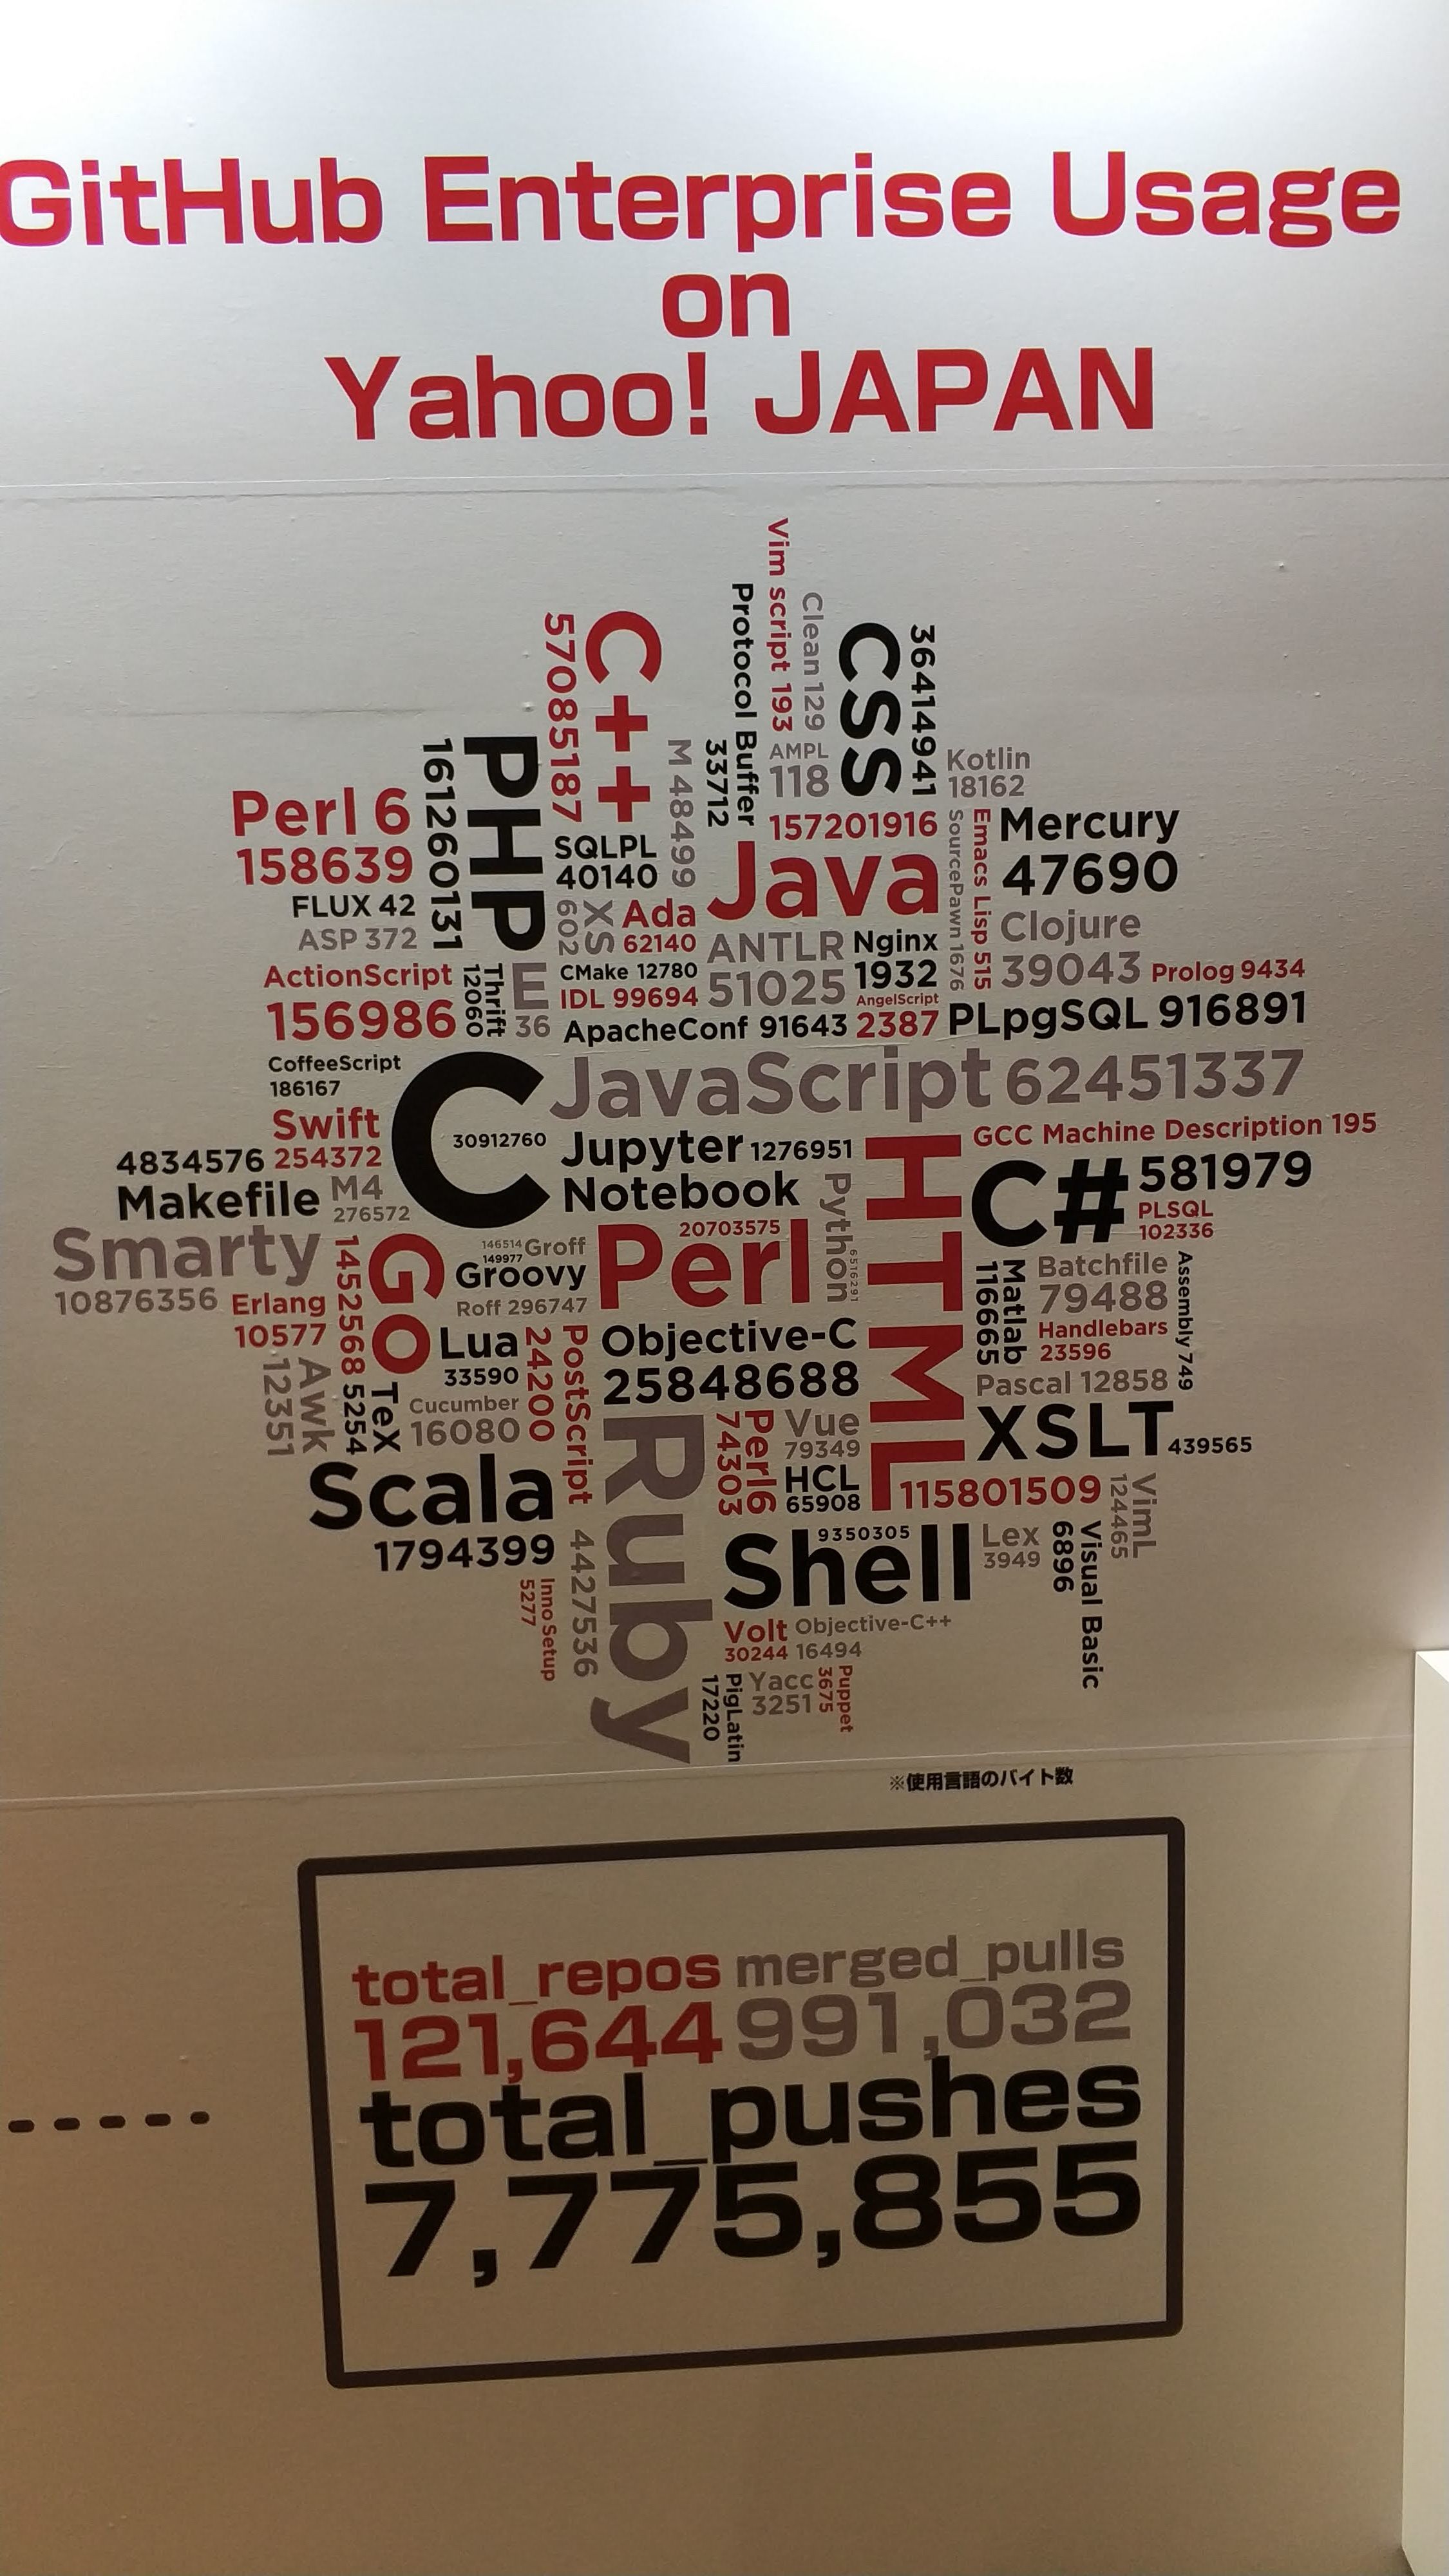 GitHub Enterprise Usage
on
Yahoo! JAPAN
Vim script 193
Clean 129
Protocol Buffer
33712
AMPL
118
CSS
36414941
C++
57085187
M 48499
PHP
161260131
Kotlin
18162
Perl 6
158639
FLUX 42
ASP 372
SQLPL
40140
157201916
Java
SourcePawn 1676
Emacs Lisp 515
Mercury
47690
XS
602
Ada
62140
ANTLR
51025
Nginx
1932
Clojure
39043
Prolog 9434
ActionScript
156986
Thrift
12060
E
36
CMake 12780
IDL 99694
ApacheConf 91643
AngelScript
2387
PLpgSQL 916891
CoffeeScript
186167
C
30912760
JavaScript 62451337
Swift
254372
4834576
Makefile
M4
276572
Jupyter
Notebook
1276951
Python
6516291
HTML
115801509
GCC Machine Description 195
C#
581979
PLSQL
102336
Smarty
10876356
Erlang
10577
GO
1452568
146514 Groff
149977
Groovy
Roff 296747
20703575
Perl
Matlab
116665
Batchfile
79488
Assembly 749
Handlebars
23596
Pascal 12858
Awk
12351
TeX
5254
Lua
33590
Cucumber
16080
PostScript
24200
Objective-C
25848688
XSLT
439565
Scala
1794399
Ruby
4427536
Perl6
74303
Vue
79349
HCL
65908
VimL
124465
Shell
9350305
Lex
3949
Visual Basic
6896
Inno Setup
5277
Volt
30244
Objective-C++
16494
PigLatin
17220
Yacc
3251
Puppet
3675
※使用言語のバイト数
total_repos merged_pulls
121,644 991,032
total_pushes
7,775,855